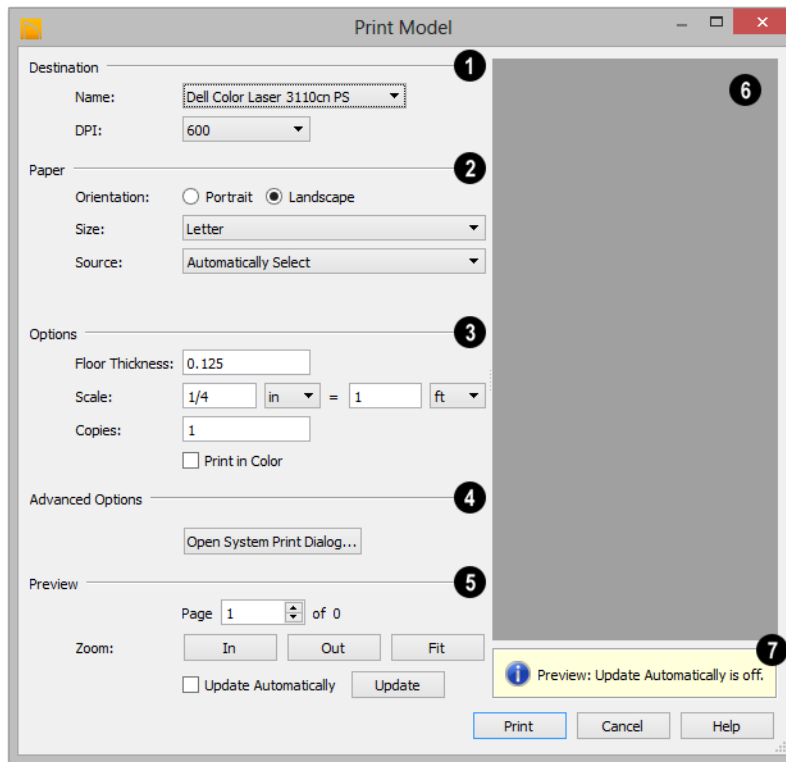 Print Model
Destination 1
Name: Dell Color Laser 3110cn PS
DPI: 600
Paper 2
Orientation: Portrait Landscape
Size: Letter
Source: Automatically Select
Options 3
Floor Thickness: 0.125
Scale: 1/4 in = 1 ft
Copies: 1
Print in Color
Advanced Options 4
Open System Print Dialog...
Preview 5
Page 1 of 0
Zoom: In Out Fit
Update Automatically Update
6
7
Preview: Update Automatically is off.
Print Cancel Help